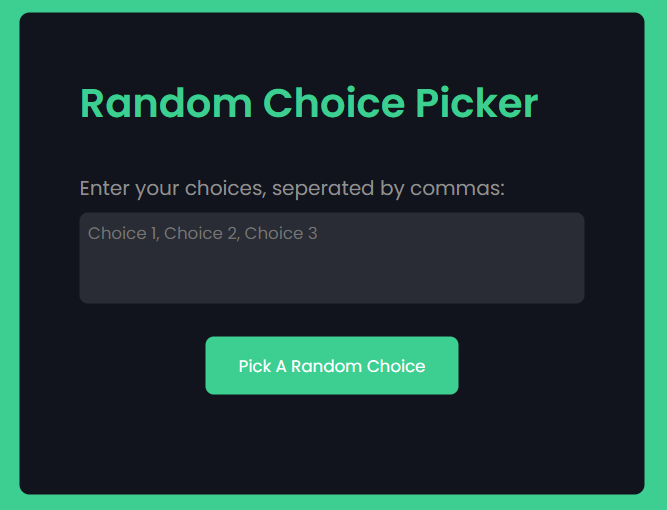 Random Choice Picker
Enter your choices, seperated by commas:
Choice 1, Choice 2, Choice 3
Pick A Random Choice